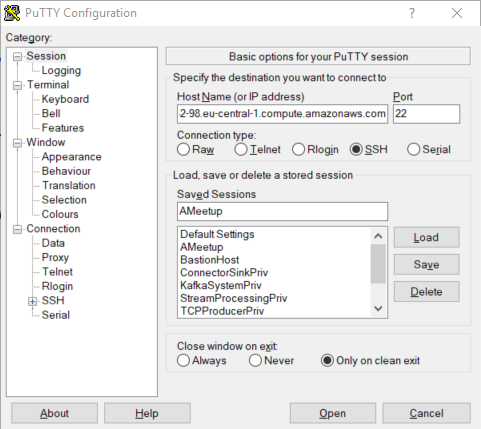 PuTTY Configuration
?
Category:
Session
Logging
Terminal
Keyboard
Bell
Features
Window
Appearance
Behaviour
Translation
Selection
Colours
Connection
Data
Proxy
Telnet
Rlogin
SSH
Serial
Basic options for your PuTTY session
Specify the destination you want to connect to
Host Name (or IP address) Port
2-98.eu-central-1.compute.amazonaws.com 22
Connection type:
Raw Telnet Rlogin SSH Serial
Load, save or delete a stored session
Saved Sessions
AMeetup
Default Settings
AMeetup
BastionHost
ConnectorSinkPriv
KafkaSystemPriv
StreamProcessingPriv
TCPProducerPriv
Load
Save
Delete
Close window on exit:
Always Never Only on clean exit
About Help Open Cancel